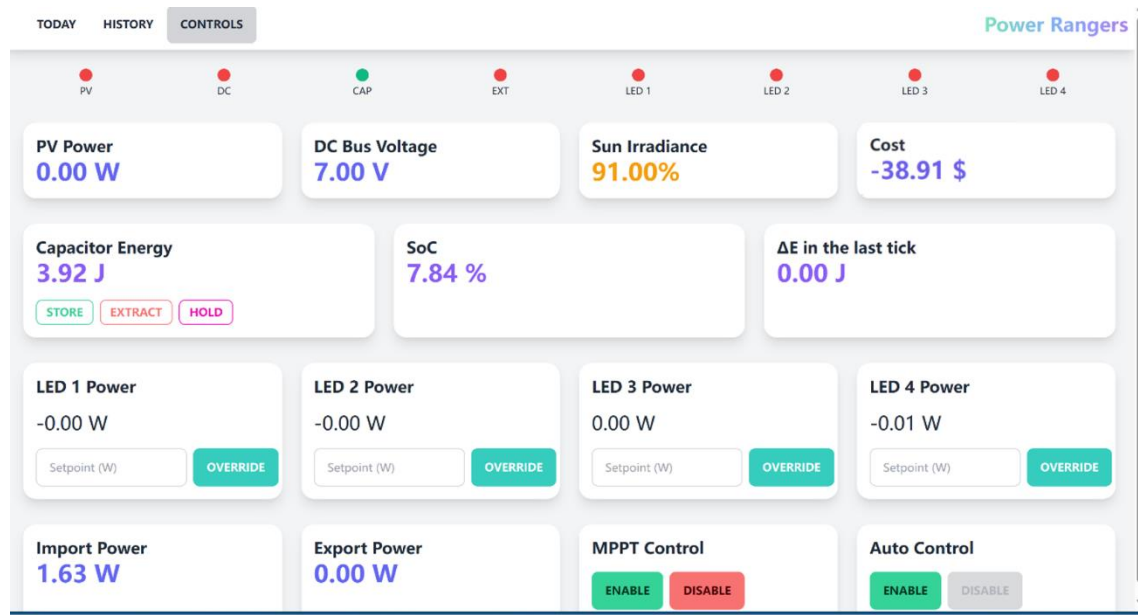 TODAY HISTORY CONTROLS Power Rangers
PV DC CAP EXT LED 1 LED 2 LED 3 LED 4
PV Power DC Bus Voltage Sun Irradiance Cost
0.00 W 7.00 V 91.00% -38.91 $
Capacitor Energy SoC ΔE in the last tick
3.92 J 7.84 % 0.00 J
STORE EXTRACT HOLD
LED 1 Power LED 2 Power LED 3 Power LED 4 Power
-0.00 W -0.00 W 0.00 W -0.01 W
Setpoint (W) OVERRIDE Setpoint (W) OVERRIDE Setpoint (W) OVERRIDE Setpoint (W) OVERRIDE
Import Power Export Power MPPT Control Auto Control
1.63 W 0.00 W ENABLE DISABLE ENABLE DISABLE